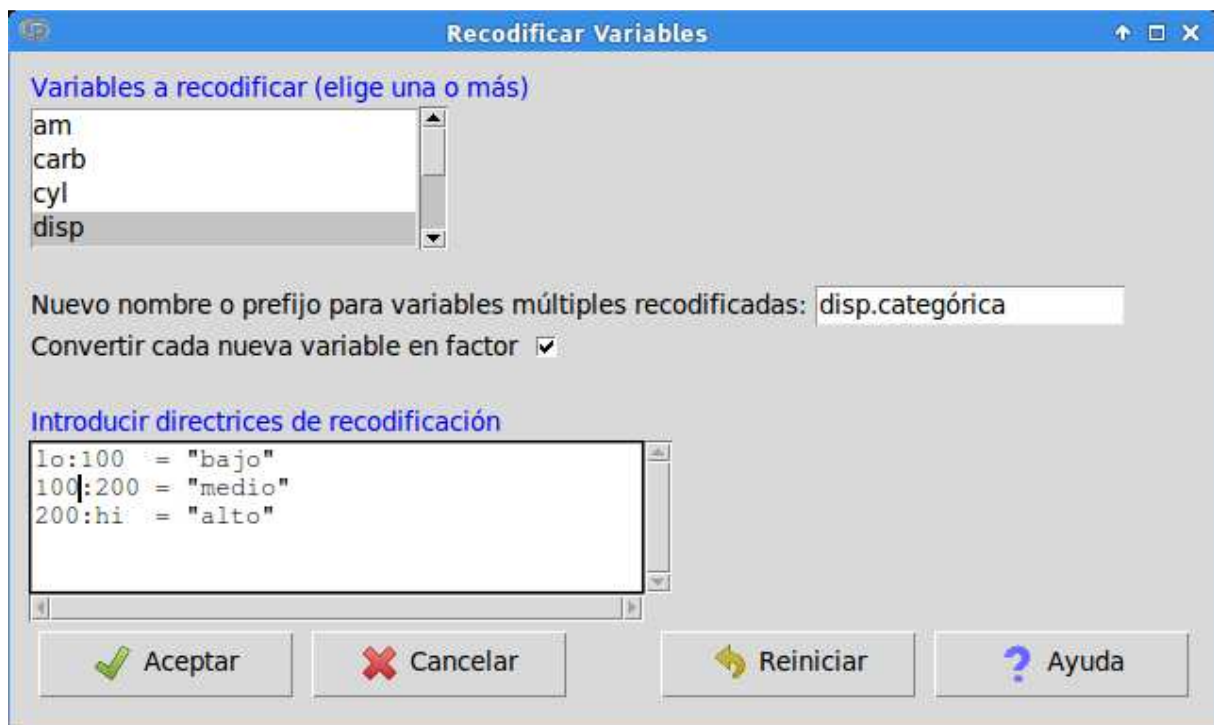 Recodificar Variables
Variables a recodificar (elige una o más)
am
carb
cyl
disp
Nuevo nombre o prefijo para variables múltiples recodificadas: disp.categórica
Convertir cada nueva variable en factor
Introducir directrices de recodificación
lo:100  = "bajo"
100:200 = "medio"
200:hi  = "alto"
Aceptar Cancelar Reiniciar Ayuda